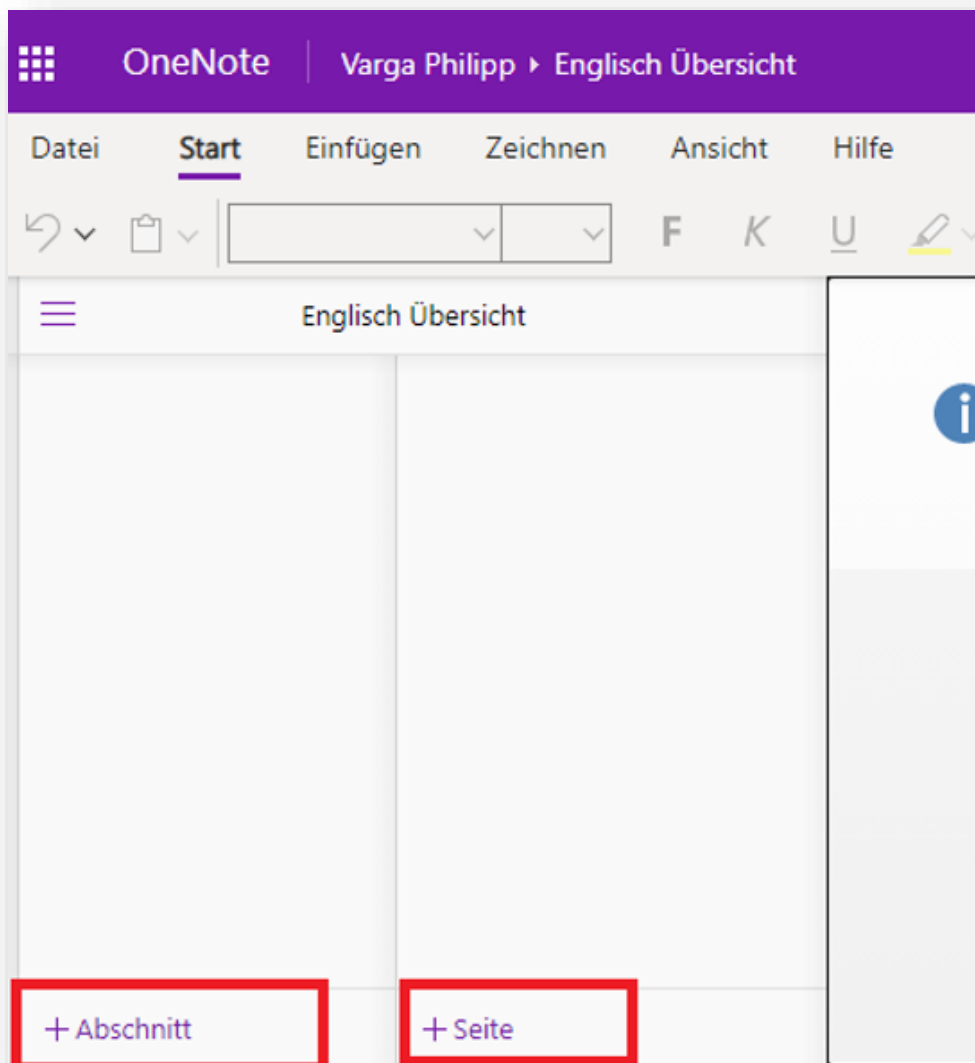 OneNote Varga Philipp ▸ Englisch Übersicht
Datei Start Einfügen Zeichnen Ansicht Hilfe
F K U
Englisch Übersicht
i
+ Abschnitt + Seite